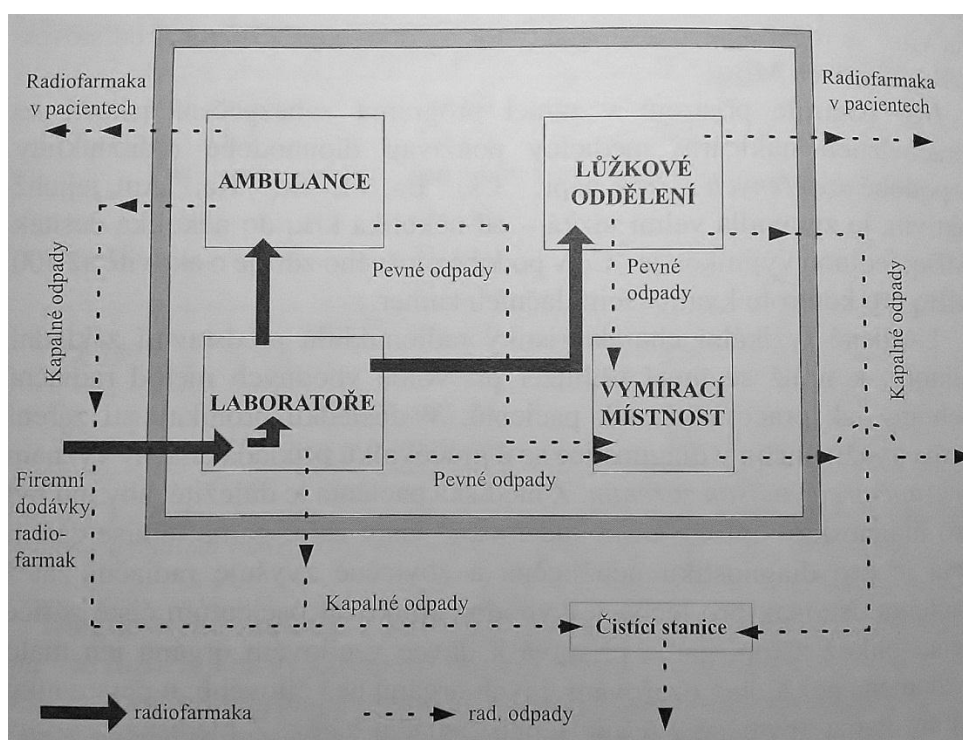 Radiofarmaka
v pacientech
Radiofarmaka
v pacientech
AMBULANCE
LŮŽKOVÉ
ODDĚLENÍ
Kapalné odpady
Pevné odpady
Pevné
odpady
Kapalne odpady
LABORATOŘE
VYMÍRACÍ
MÍSTNOST
Firemní
dodávky
radio-
farmak
Pevné odpady
Kapalné odpady
Čistící stanice
radiofarmaka
rad. odpady